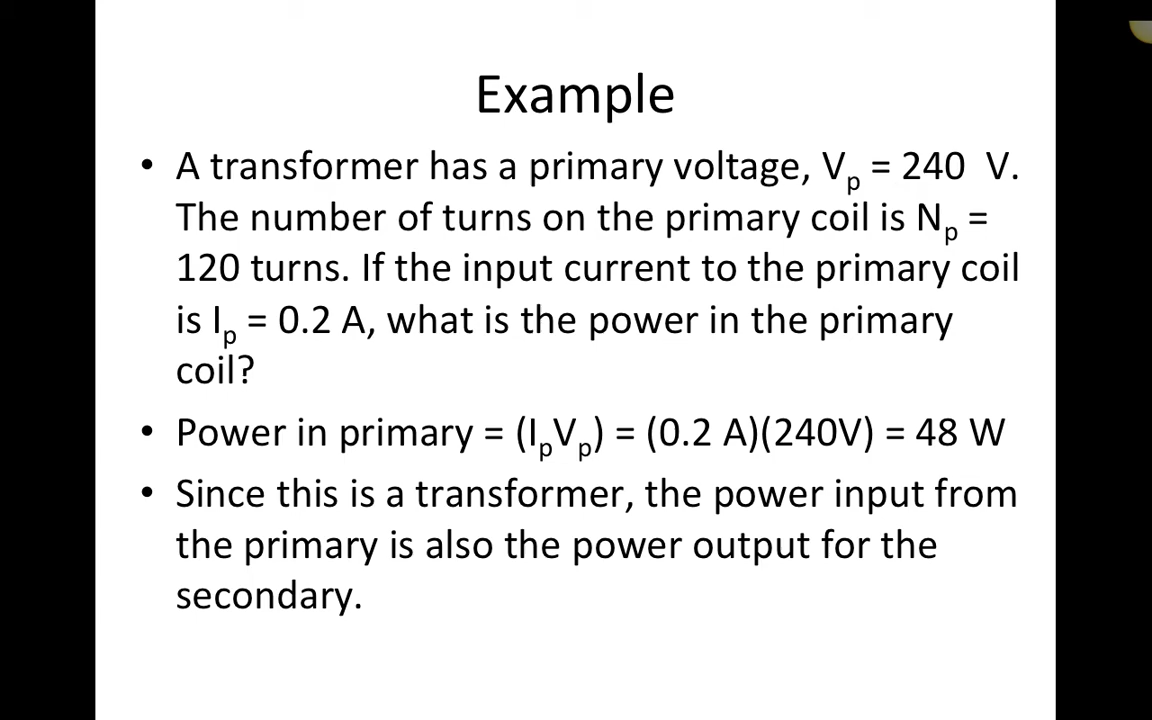 Example
• A transformer has a primary voltage, Vp = 240 V.
The number of turns on the primary coil is Np =
120 turns. If the input current to the primary coil
is Ip = 0.2 A, what is the power in the primary
coil?
• Power in primary = (IpVp) = (0.2 A)(240V) = 48 W
• Since this is a transformer, the power input from
the primary is also the power output for the
secondary.